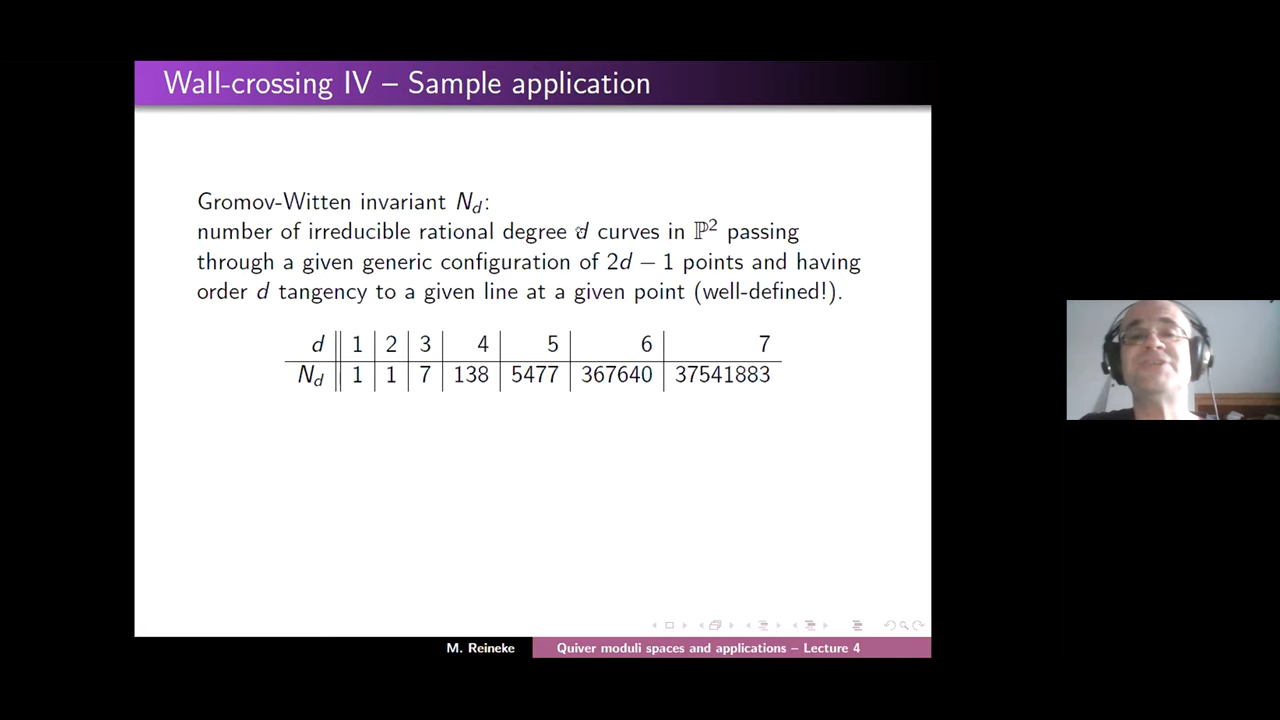 Wall-crossing IV – Sample application
Gromov-Witten invariant N_d:
number of irreducible rational degree d curves in ℙ² passing
through a given generic configuration of 2d − 1 points and having
order d tangency to a given line at a given point (well-defined!).
d 1 2 3 4 5 6 7
N_d 1 1 7 138 5477 367640 37541883
M. Reineke Quiver moduli spaces and applications – Lecture 4